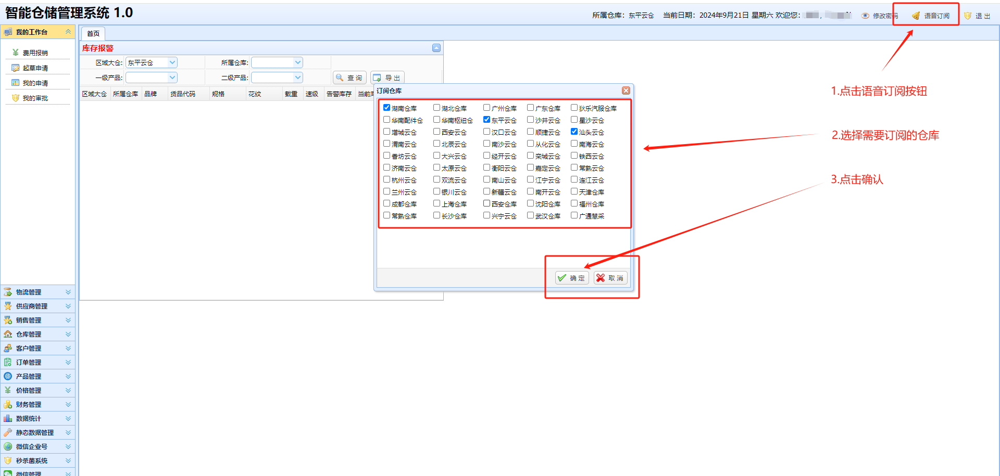 智能仓储管理系统 1.0
所属仓库：东平云仓 当前日期：2024年9月21日 星期六 欢迎您： , 修改密码 语音订阅 退出
我的工作台
首页
费用报销
起草申请
我的申请
我的审批
库存报警
区域大仓: 东平云仓 所属仓库:
一级产品: 二级产品: 查询 导出
区域大仓 所属仓库 品牌 货品代码 规格 花纹 载重 速级 告警库存 当前库
订阅仓库
湖南仓库 湖北仓库 广州仓库 广东仓库 狄乐汽服仓库
华南配件仓 华南枢纽仓 东平云仓 沙井云仓 星沙云仓
增城云仓 西安云仓 汉口云仓 顺捷云仓 汕头云仓
渭南云仓 北辰云仓 南沙云仓 从化云仓 南海云仓
香坊云仓 大兴云仓 经开云仓 栾城云仓 铁西云仓
济南云仓 太原云仓 衡阳云仓 嘉定云仓 常熟云仓
杭州云仓 双流云仓 南山云仓 江宁云仓 连江云仓
兰州云仓 银川云仓 新疆云仓 南开云仓 天津仓库
成都仓库 上海仓库 西安仓库 沈阳仓库 福州仓库
常熟仓库 长沙仓库 兴宁云仓 武汉仓库 广通慧采
确定 取消
1.点击语音订阅按钮
2.选择需要订阅的仓库
3.点击确认
物流管理
供应商管理
销售管理
仓库管理
客户管理
订单管理
产品管理
价格管理
财务管理
数据统计
静态数据管理
微信企业号
秒杀菌系统
微信管理